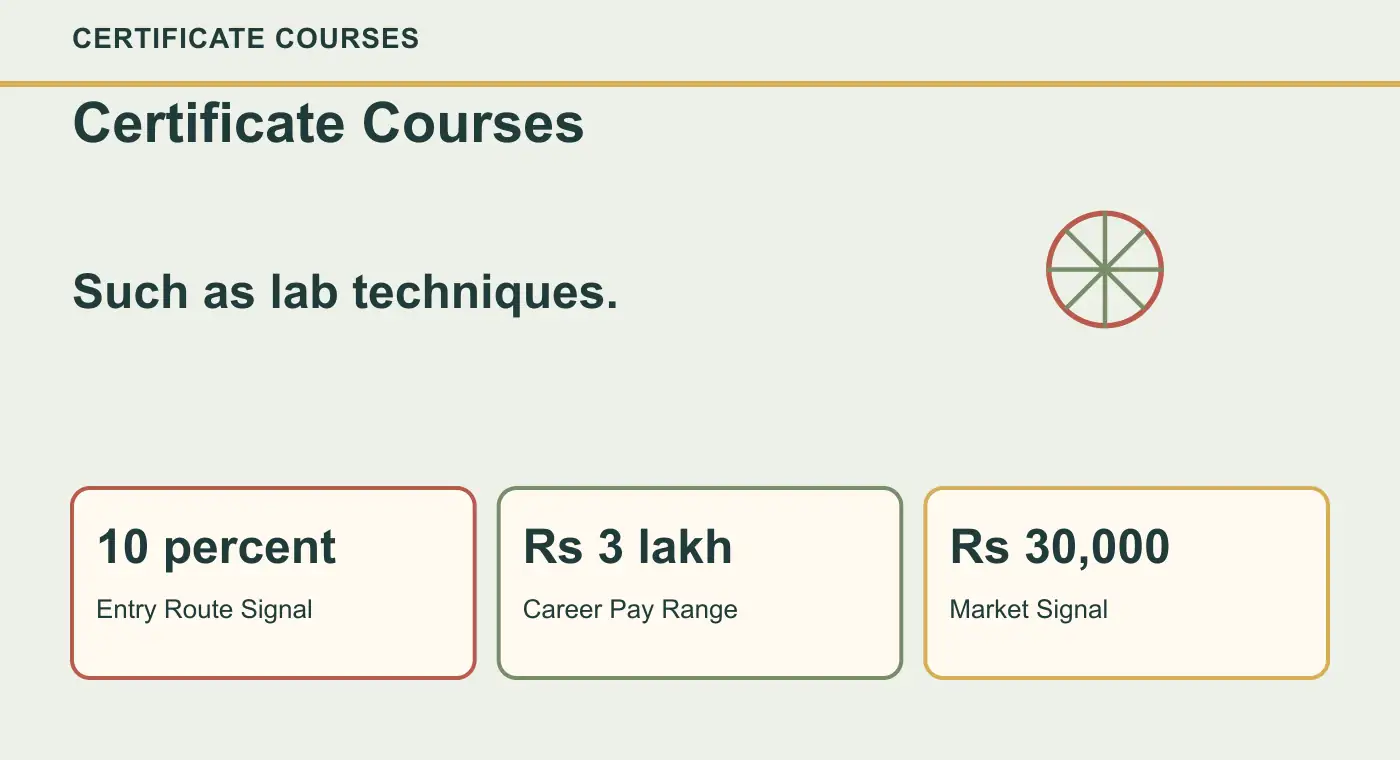 CERTIFICATE COURSES
Certificate Courses
Such as lab techniques.
10 percent
Entry Route Signal
Rs 3 lakh
Career Pay Range
Rs 30,000
Market Signal